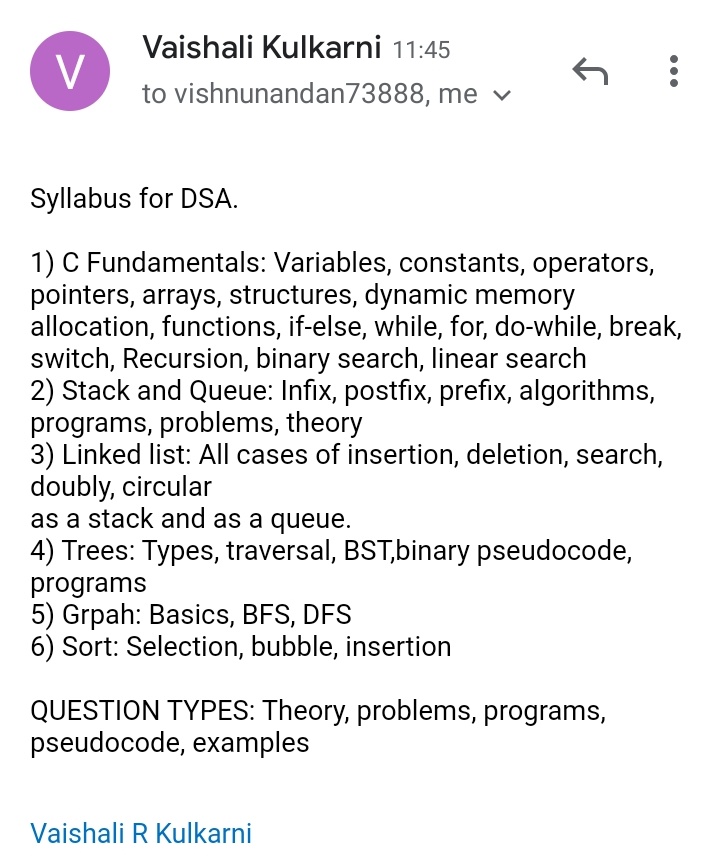 V
Vaishali Kulkarni 11:45
to vishnunandan73888, me
Syllabus for DSA.
1) C Fundamentals: Variables, constants, operators,
pointers, arrays, structures, dynamic memory
allocation, functions, if-else, while, for, do-while, break,
switch, Recursion, binary search, linear search
2) Stack and Queue: Infix, postfix, prefix, algorithms,
programs, problems, theory
3) Linked list: All cases of insertion, deletion, search,
doubly, circular
as a stack and as a queue.
4) Trees: Types, traversal, BST,binary pseudocode,
programs
5) Grpah: Basics, BFS, DFS
6) Sort: Selection, bubble, insertion
QUESTION TYPES: Theory, problems, programs,
pseudocode, examples
Vaishali R Kulkarni